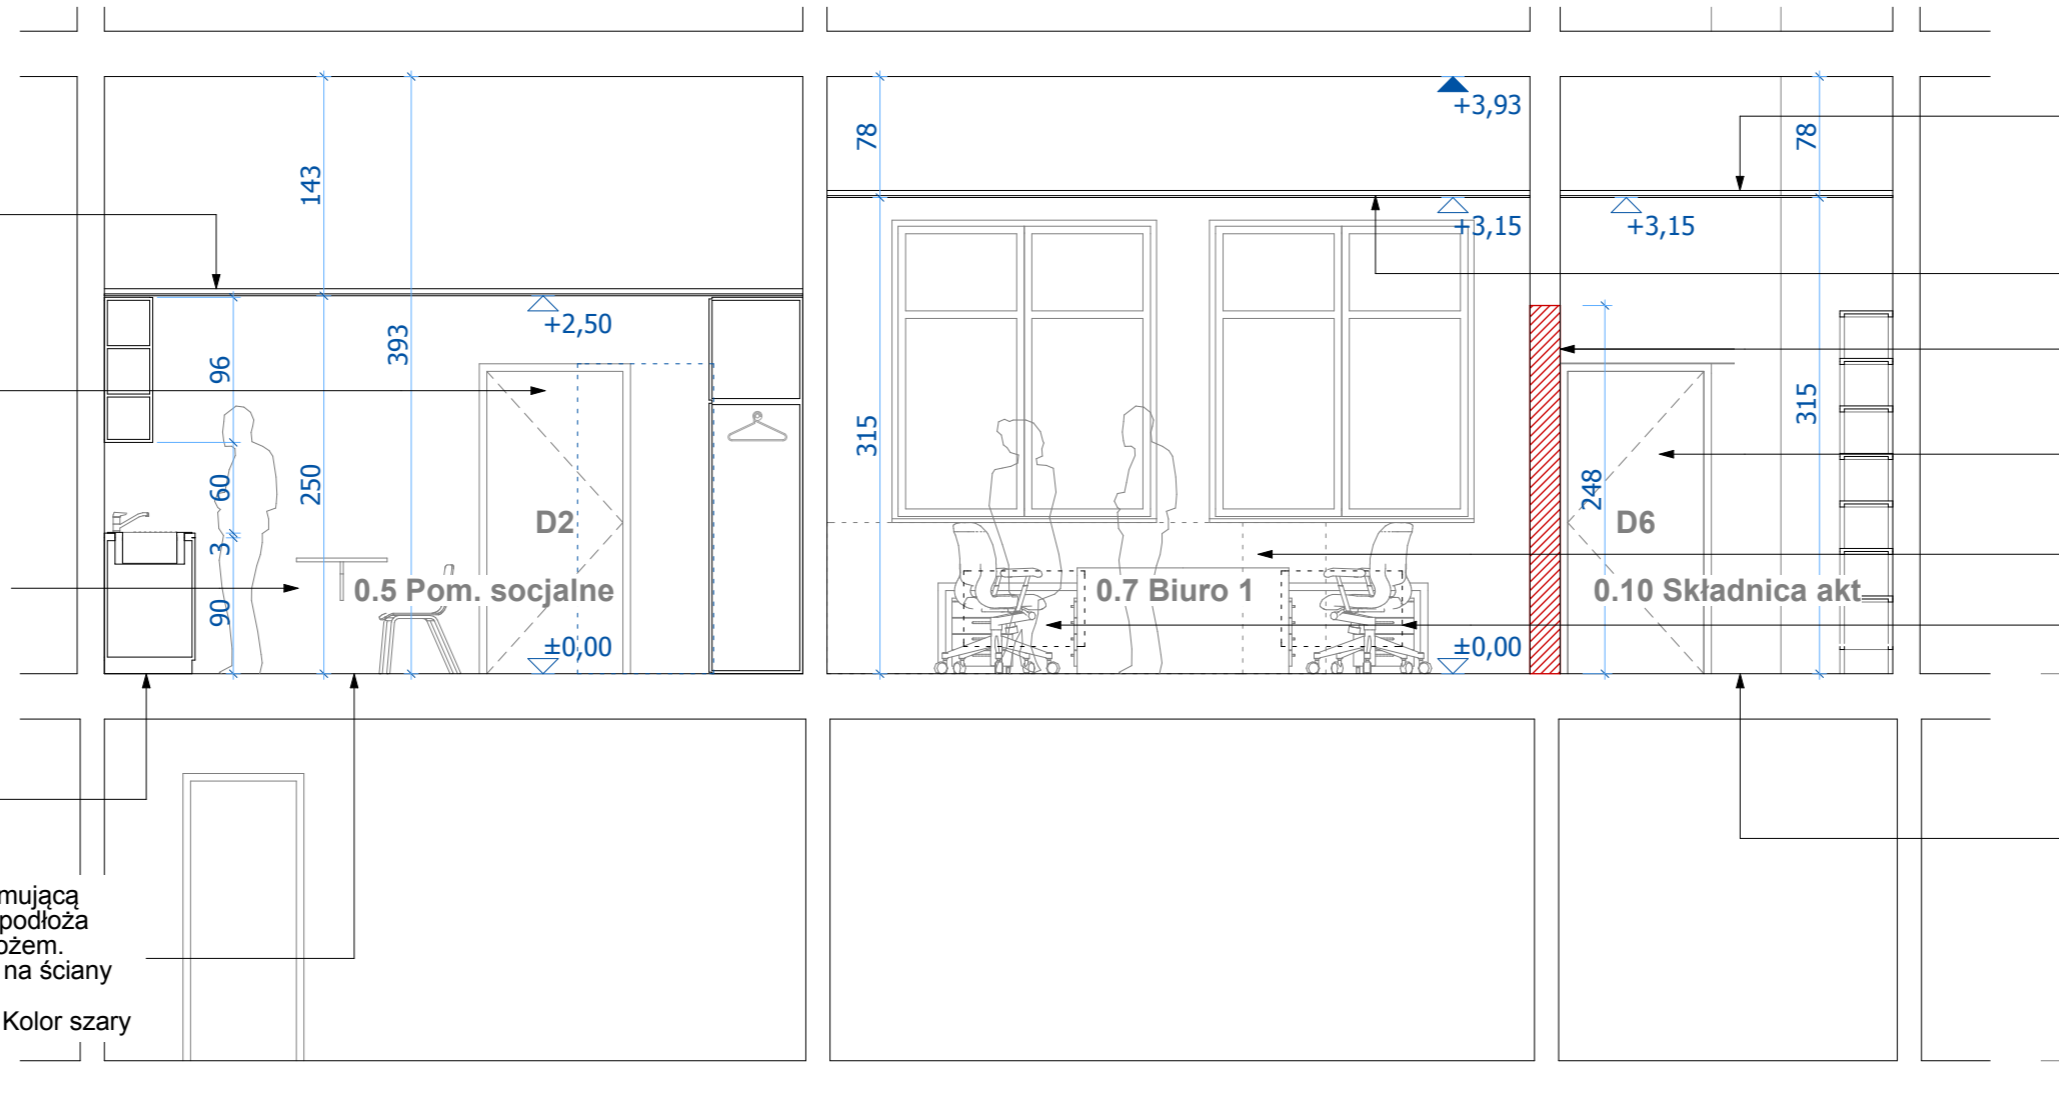 +3,93
78
78
143
+3,15
+3,15
+2,50
393
96
315
315
250
60
248
D2
D6
3
0.5 Pom. socjalne
0.7 Biuro 1
0.10 Składnica akt
90
±0,00
±0,00
mującą
podłoża
ożem.
na ściany
Kolor szary